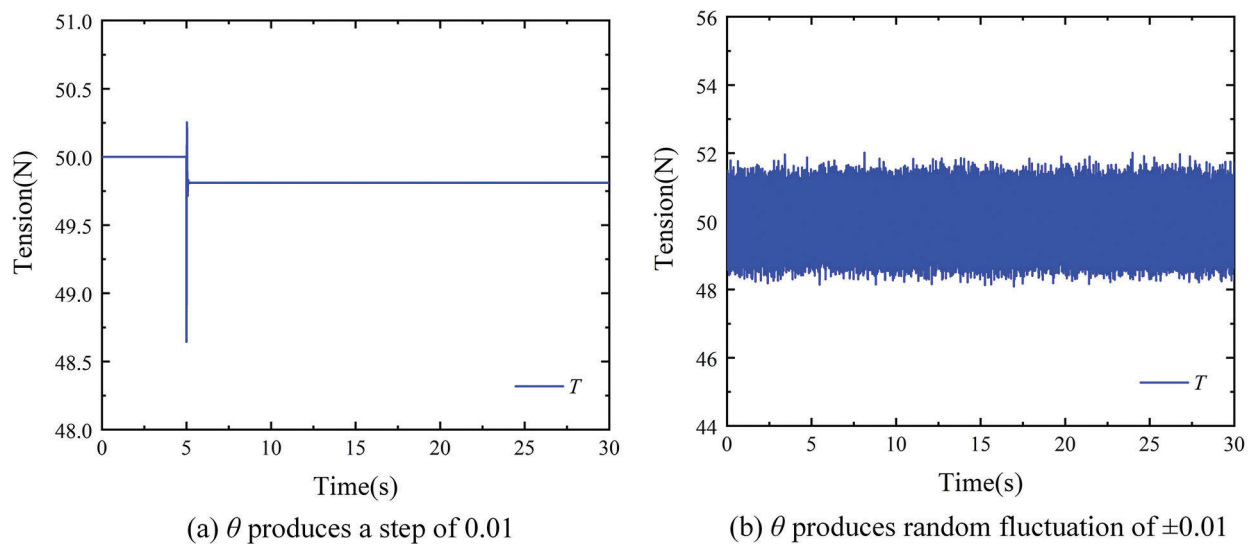 51.0
50.5
50.0
49.5
49.0
48.5
48.0
Tension(N)
0 5 10 15 20 25 30
Time(s)
T
(a) θ produces a step of 0.01
56
54
52
50
48
46
44
Tension(N)
0 5 10 15 20 25 30
Time(s)
T
(b) θ produces random fluctuation of ±0.01